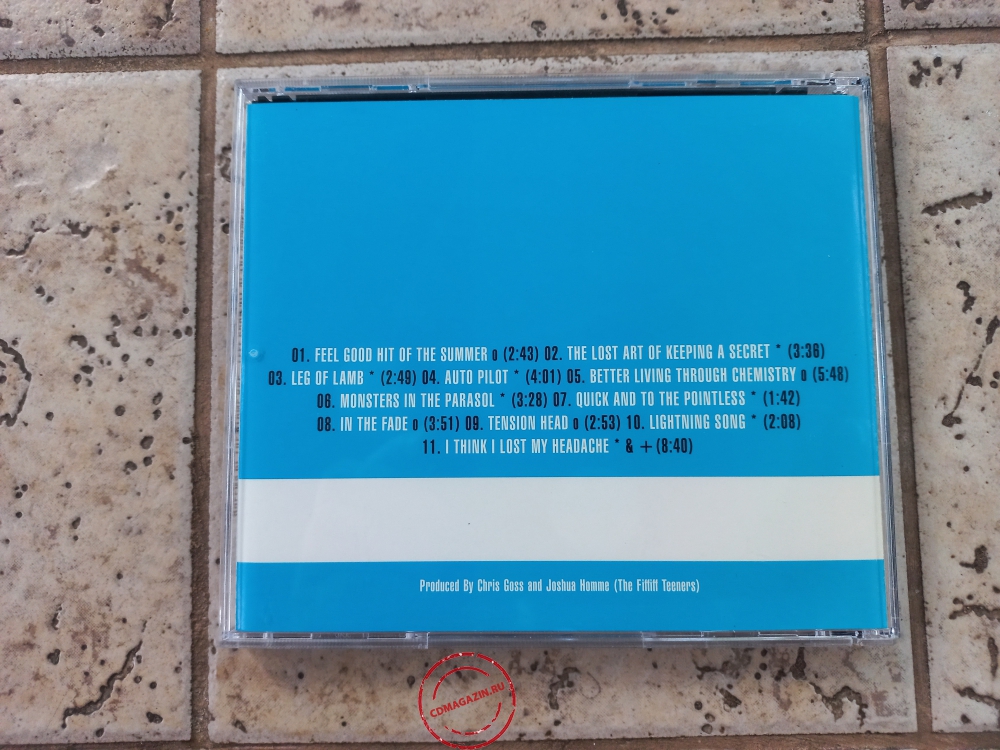 01. FEEL GOOD HIT OF THE SUMMER o (2:43) 02. THE LOST ART OF KEEPING A SECRET * (3:36)
03. LEG OF LAMB * (2:49) 04. AUTO PILOT * (4:01) 05. BETTER LIVING THROUGH CHEMISTRY o (5:48)
06. MONSTERS IN THE PARASOL * (3:28) 07. QUICK AND TO THE POINTLESS * (1:42)
08. IN THE FADE o (3:51) 09. TENSION HEAD o (2:53) 10. LIGHTNING SONG * (2:08)
11. I THINK I LOST MY HEADACHE * & + (8:40)
Produced By Chris Goss and Joshua Homme (The Fififf Teeners)
CDMAGAZIN.RU